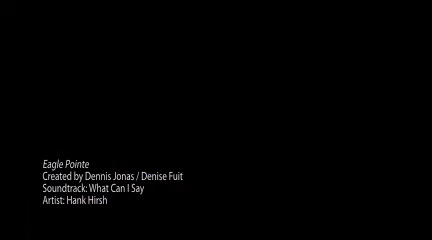 Eagle Pointe
Created by Dennis Jonas / Denise Fuit
Soundtrack: What Can I Say
Artist: Hank Hirsh